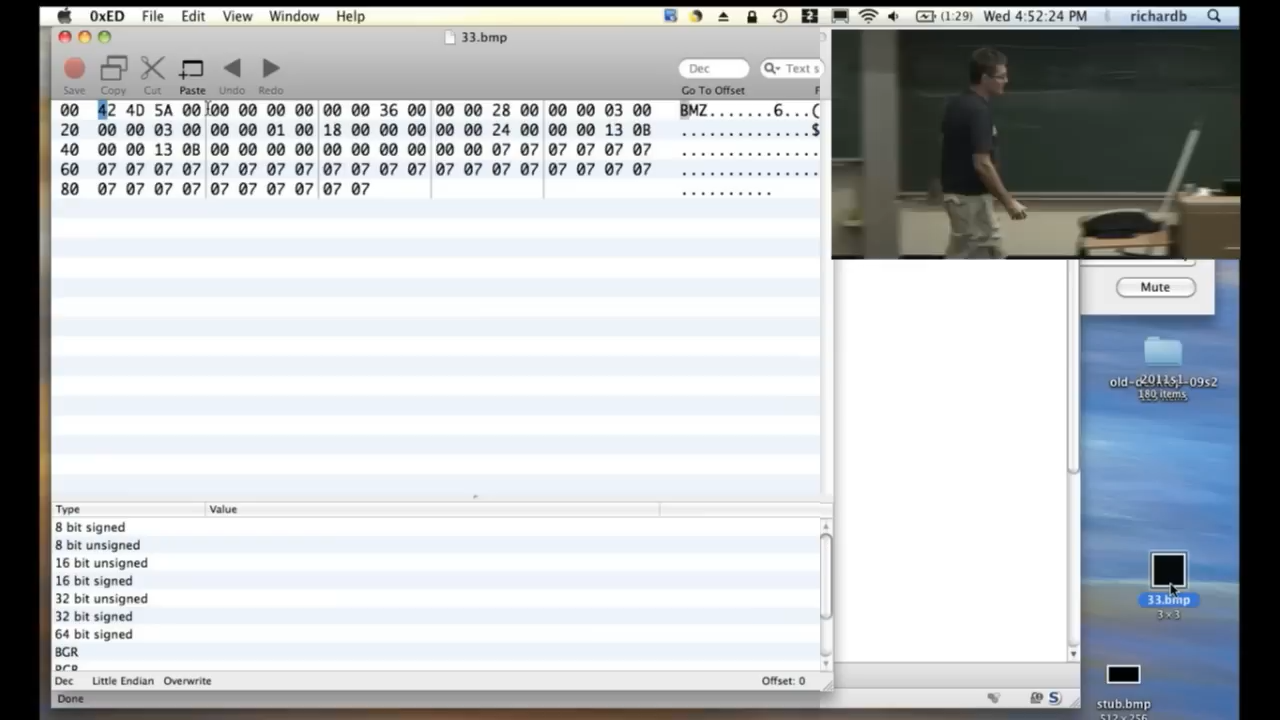 0xED File Edit View Window Help (1:29) Wed 4:52:24 PM richardb
33.bmp
Dec Text s
Save Copy Cut Paste Undo Redo Go To Offset F
00 42 4D 5A 00 00 00 00 00 00 00 36 00 00 00 28 00 00 00 03 00 BMZ.......6...(
20 00 00 03 00 00 00 01 00 18 00 00 00 00 00 24 00 00 00 13 0B ..............$
40 00 00 13 0B 00 00 00 00 00 00 00 00 00 00 07 07 07 07 07 07 ...............
60 07 07 07 07 07 07 07 07 07 07 07 07 07 07 07 07 07 07 07 07 ...............
80 07 07 07 07 07 07 07 07 07 07 ..........
Mute
2011s1
180 items
Type Value
8 bit signed
8 bit unsigned
16 bit unsigned
16 bit signed
32 bit unsigned
32 bit signed
64 bit signed
BGR
RGB
33.bmp
3×3
Dec Little Endian Overwrite Offset: 0
Done
stub.bmp
512×256